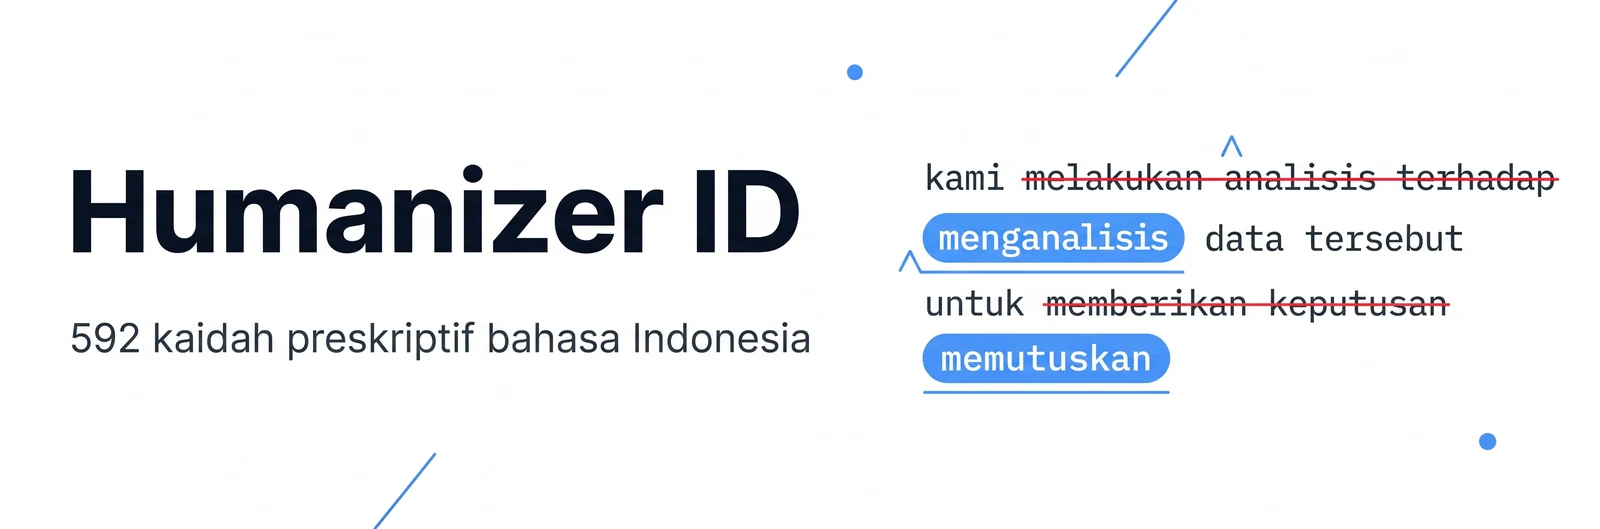 Humanizer ID
592 kaidah preskriptif bahasa Indonesia
kami melakukan analisis terhadap
menganalisis data tersebut
untuk memberikan keputusan
memutuskan